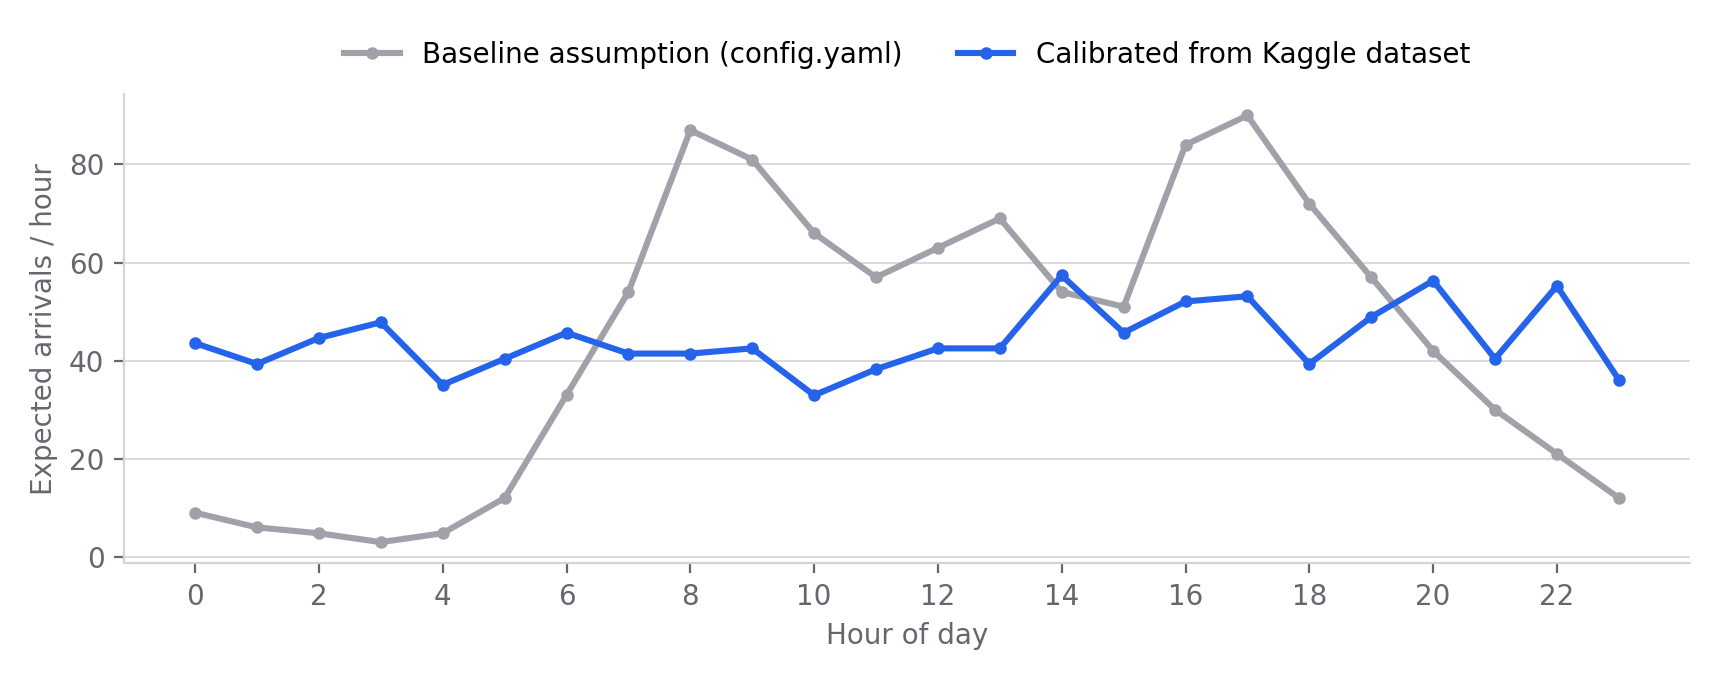 Baseline assumption (config.yaml) Calibrated from Kaggle dataset
Expected arrivals / hour
80
60
40
20
0
0 2 4 6 8 10 12 14 16 18 20 22
Hour of day